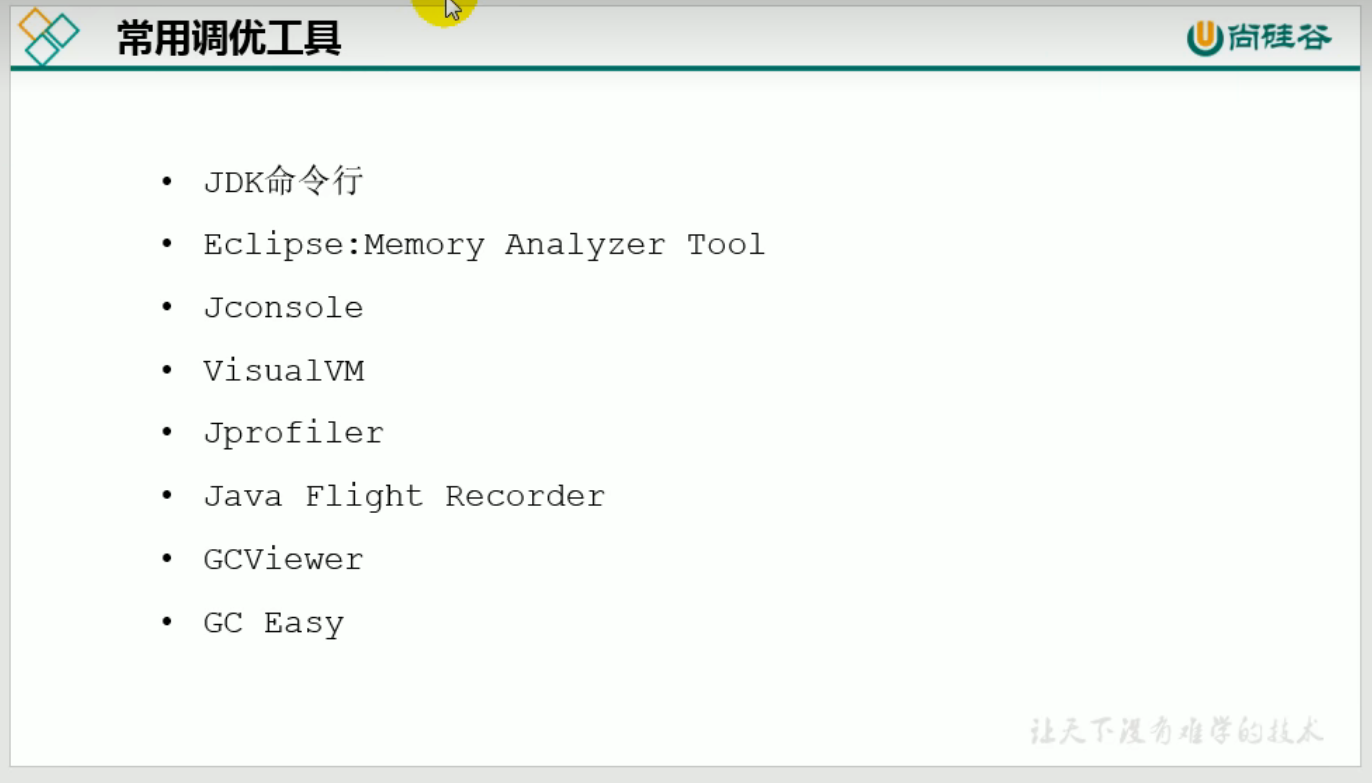 常用调优工具
尚硅谷
• JDK命令行
• Eclipse:Memory Analyzer Tool
• Jconsole
• VisualVM
• Jprofiler
• Java Flight Recorder
• GCViewer
• GC Easy
让天下没有难学的技术